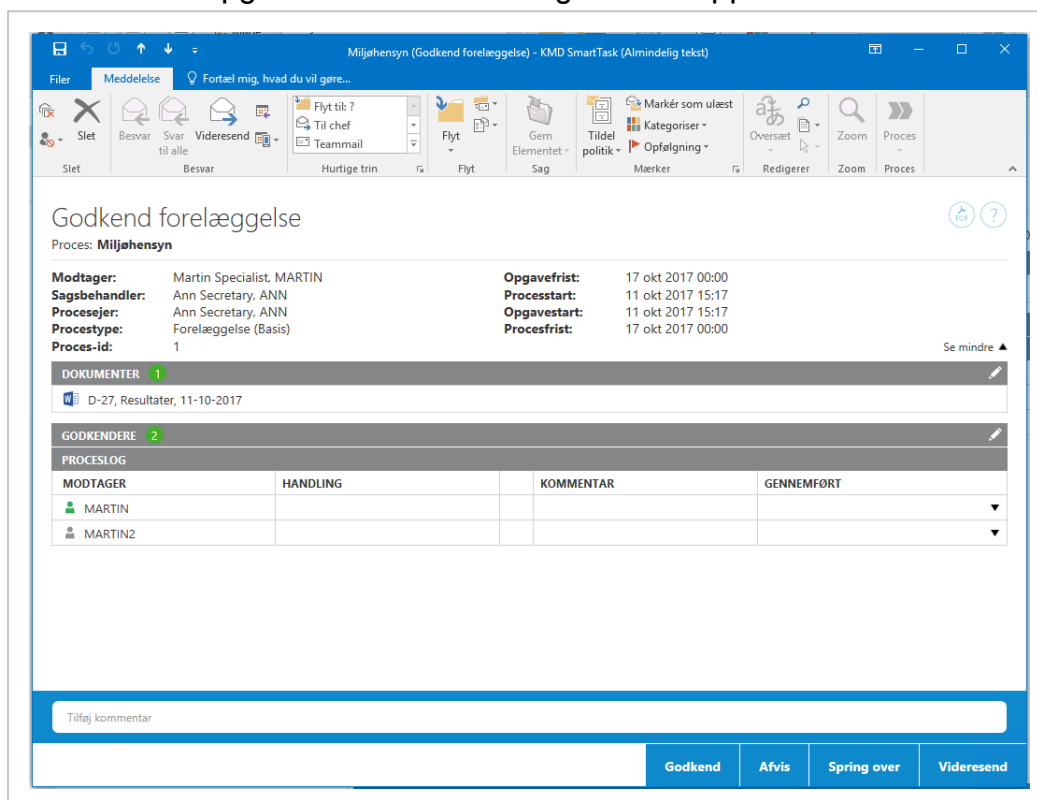 Miljøhensyn (Godkend forelæggelse) - KMD SmartTask (Almindelig tekst)
Filer Meddelelse Fortæl mig, hvad du vil gøre...
Slet
Besvar
Svar til alle
Videresend
Flyt til: ?
Til chef
Teammail
Flyt
Gem Elementet
Tildel politik
Markér som ulæst
Kategoriser
Opfølgning
Oversæt
Zoom
Proces
Slet Besvar Hurtige trin Flyt Sag Mærker Redigerer Zoom Proces
Godkend forelæggelse
PDF ?
Proces: Miljøhensyn
Modtager: Martin Specialist, MARTIN Opgavefrist: 17 okt 2017 00:00
Sagsbehandler: Ann Secretary, ANN Processtart: 11 okt 2017 15:17
Procesejer: Ann Secretary, ANN Opgavestart: 11 okt 2017 15:17
Procestype: Forelæggelse (Basis) Procesfrist: 17 okt 2017 00:00
Proces-id: 1 Se mindre
DOKUMENTER 1
D-27, Resultater, 11-10-2017
GODKENDERE 2
PROCESLOG
MODTAGER HANDLING KOMMENTAR GENNEMFØRT
MARTIN
MARTIN2
Tilføj kommentar
Godkend Afvis Spring over Videresend